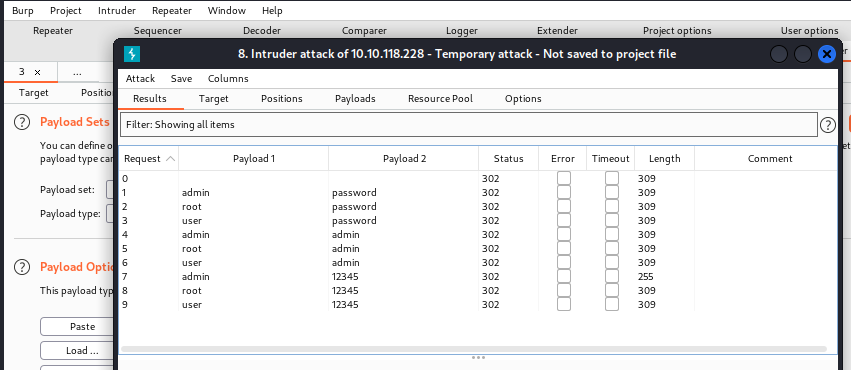 Burp Project Intruder Repeater Window Help
Repeater Sequencer Decoder Comparer Logger Extender Project options User options
8. Intruder attack of 10.10.118.228 - Temporary attack - Not saved to project file
3 × ...
Target
? Payload Sets
You can define o
payload type can
Payload set:
Payload type:
? Payload Optio
This payload typ
Paste
Load ...
Attack Save Columns
Results Target Positions Payloads Resource Pool Options
Filter: Showing all items
?
Request Payload 1 Payload 2 Status Error Timeout Length Comment
0 302 309
1 admin password 302 309
2 root password 302 309
3 user password 302 309
4 admin admin 302 309
5 root admin 302 309
6 user admin 302 309
7 admin 12345 302 255
8 root 12345 302 309
9 user 12345 302 309